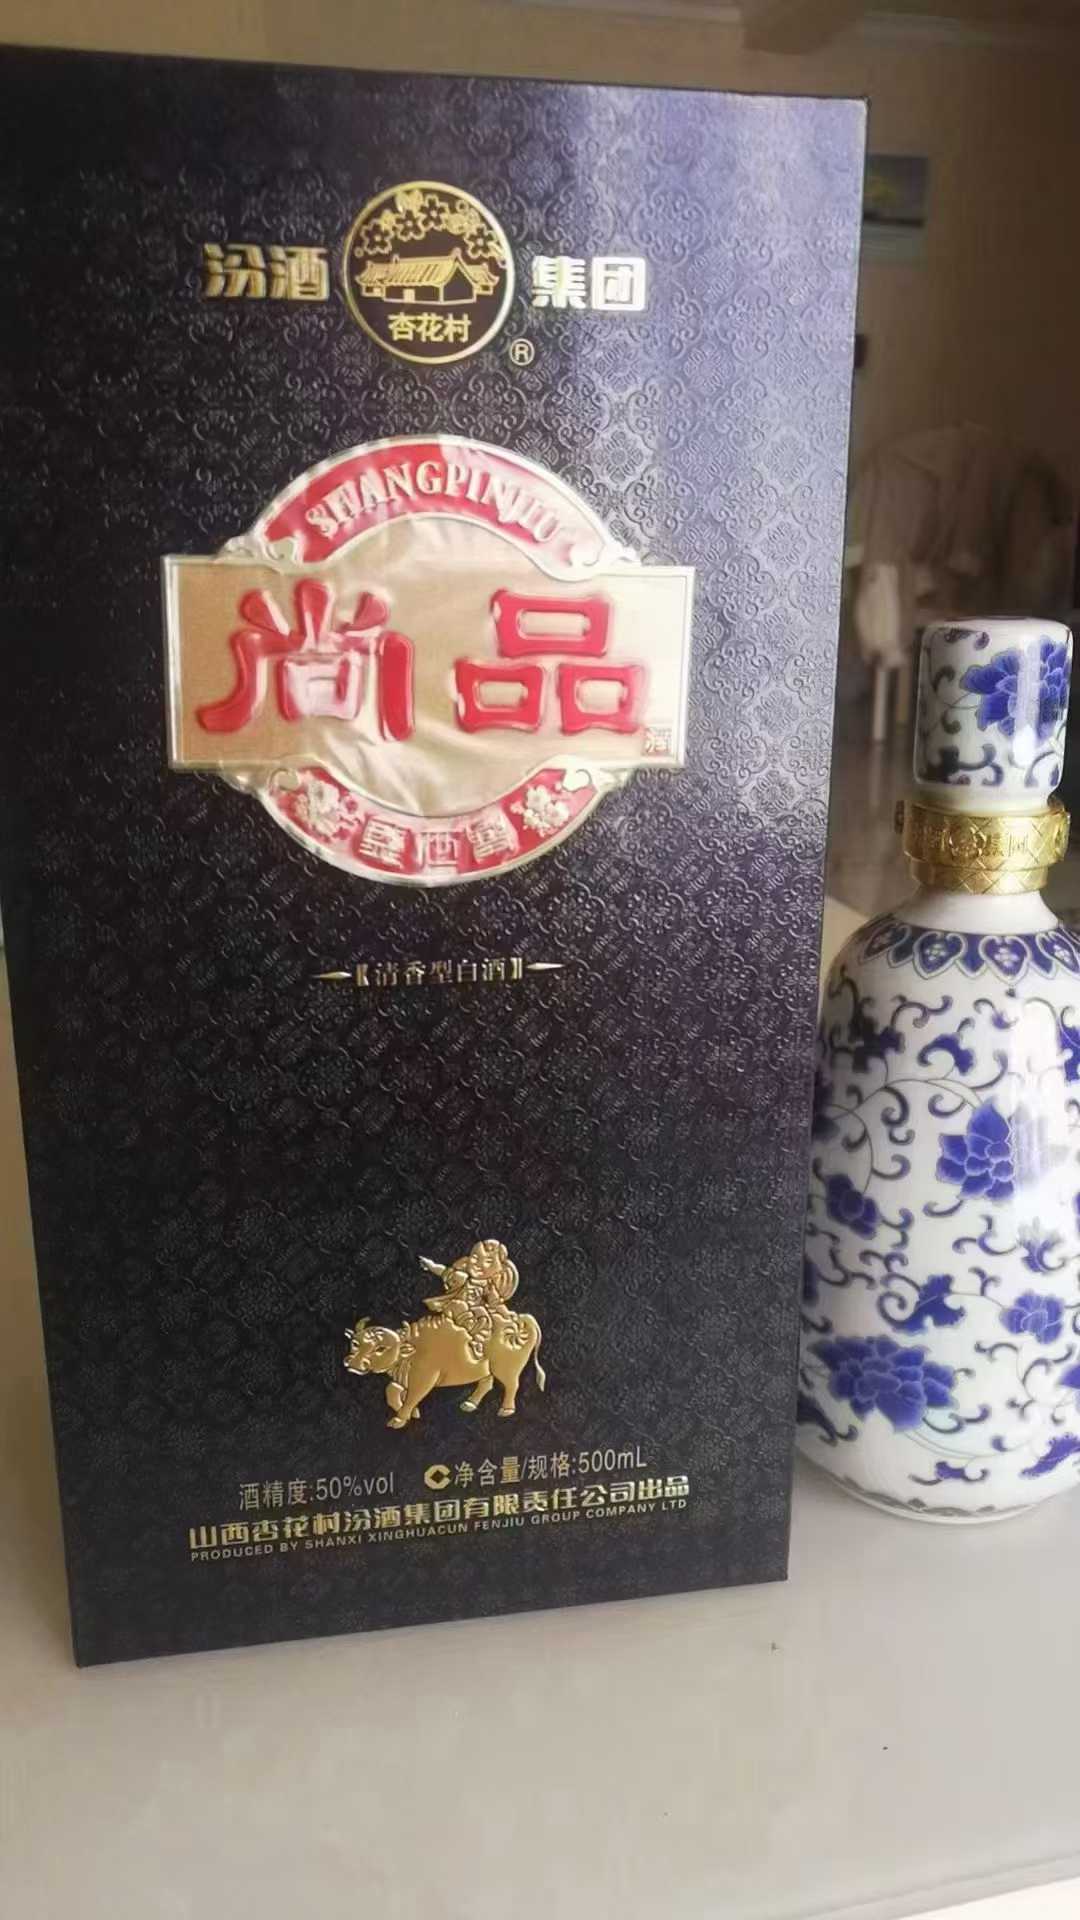 汾酒 集团
杏花村
®
SHANGPINJIU
尚品
【清香型白酒】
酒精度:50%vol 净含量/规格:500mL
山西杏花村汾酒集团有限责任公司出品
PRODUCED BY SHANXI XINGHUACUN FENJIU GROUP COMPANY LTD